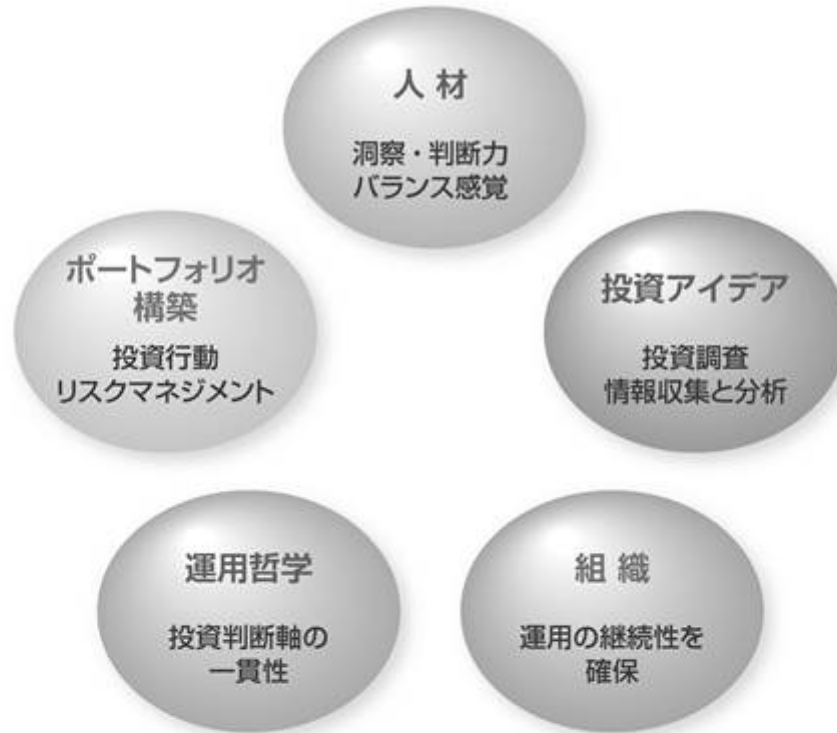 人 材
洞察・判断力
バランス感覚
ポートフォリオ
構築
投資行動
リスクマネジメント
投資アイデア
投資調査
情報収集と分析
運用哲学
投資判断軸の
一貫性
組 織
運用の継続性を
確保